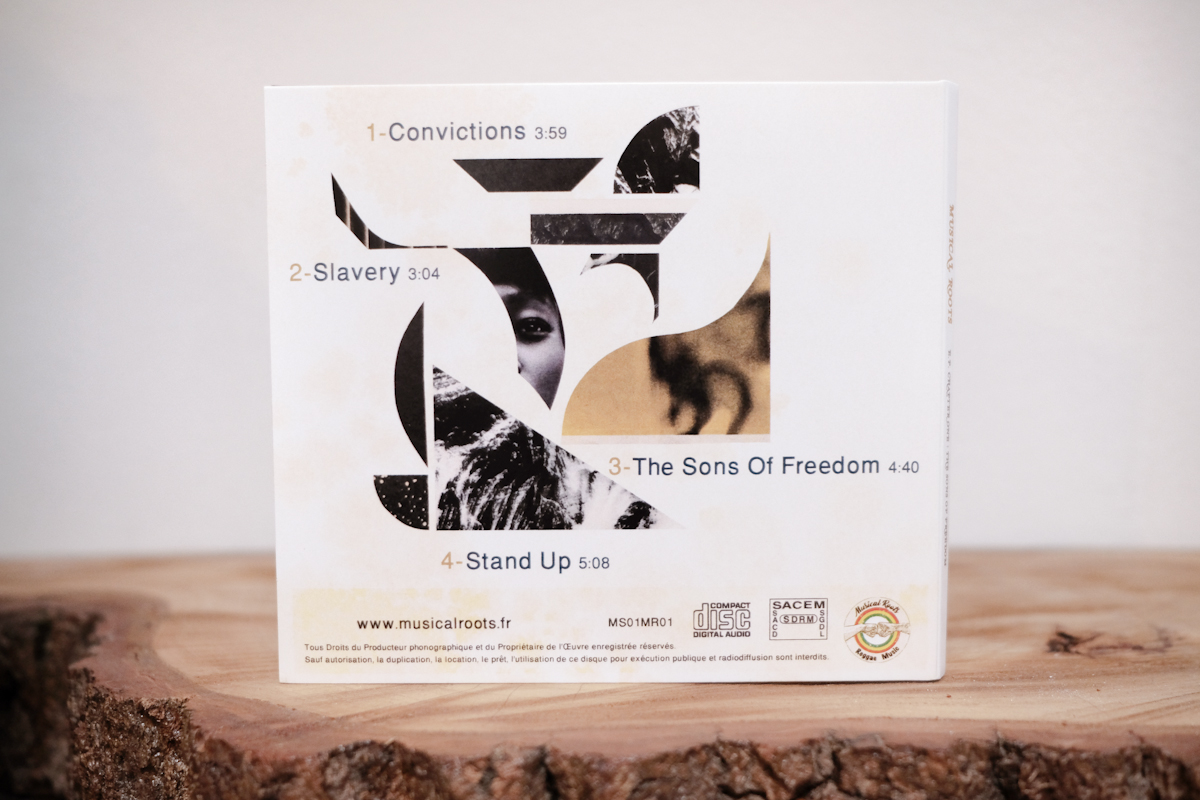 1-Convictions 3:59
2-Slavery 3:04
3-The Sons Of Freedom 4:40
4-Stand Up 5:08
www.musicalroots.fr
MS01MR01
COMPACT
disc
DIGITAL AUDIO
SACEM
SACD
SDRM
SGDL
Musical Roots
Reggae Music
Tous Droits du Producteur phonographique et du Propriétaire de l'Œuvre enregistrée réservés.
Sauf autorisation, la duplication, la location, le prêt, l'utilisation de ce disque pour exécution publique et radiodiffusion sont interdits.
MUSICAL ROOTS